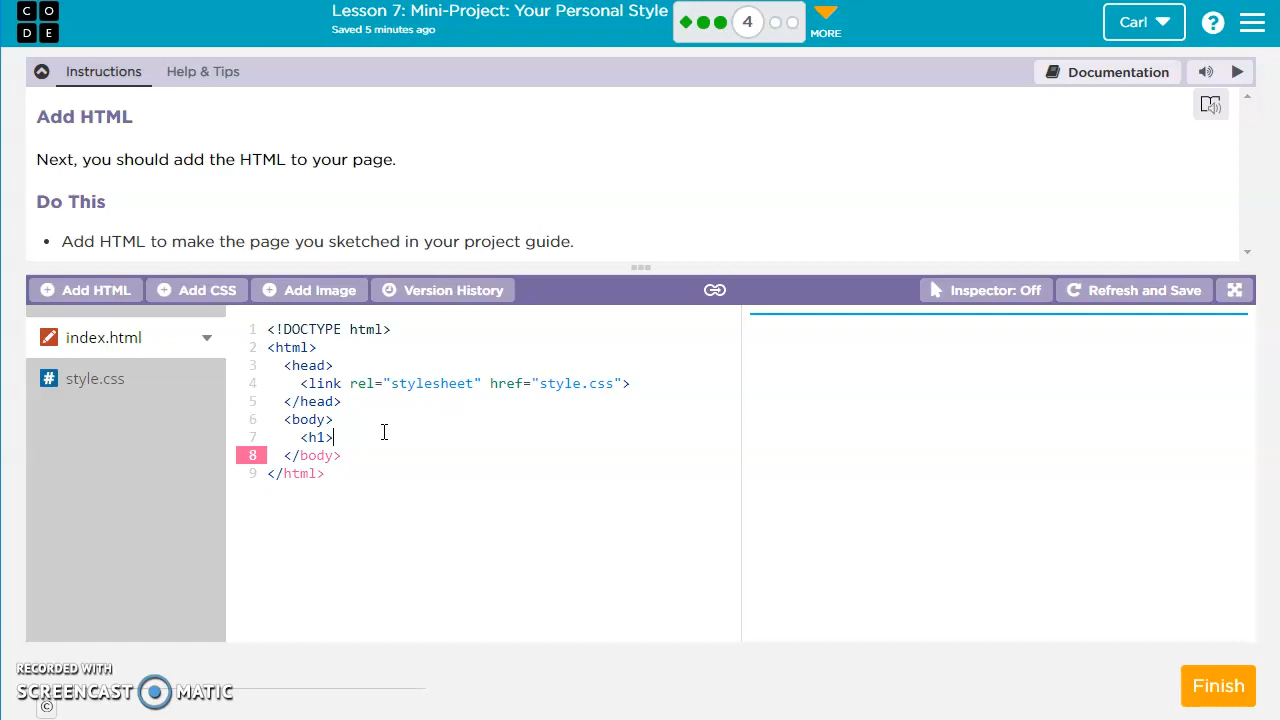 C O
D E
Lesson 7: Mini-Project: Your Personal Style
Saved 5 minutes ago
4
MORE
Carl
?
Instructions
Help & Tips
Documentation
Add HTML
Next, you should add the HTML to your page.
Do This
• Add HTML to make the page you sketched in your project guide.
Add HTML
Add CSS
Add Image
Version History
Inspector: Off
Refresh and Save
index.html
# style.css
1 <!DOCTYPE html>
2 <html>
3 <head>
4 <link rel="stylesheet" href="style.css">
5 </head>
6 <body>
7 <h1>
8 </body>
9 </html>
RECORDED WITH
SCREENCAST MATIC
©
Finish